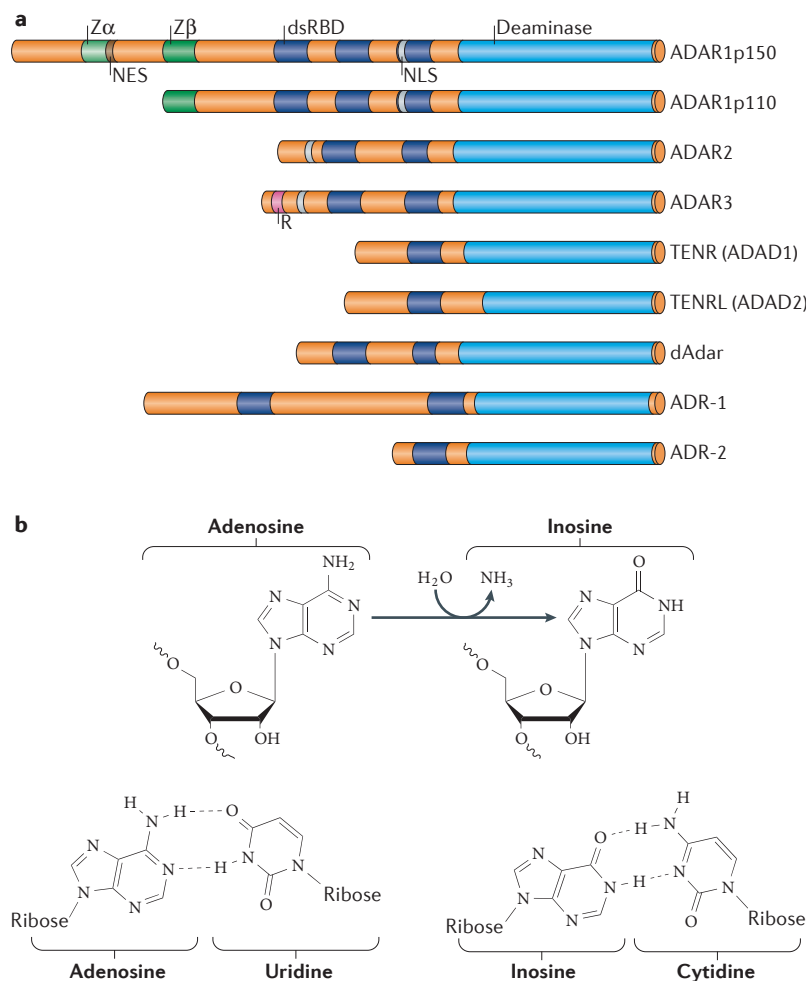 a
Zα Zβ dsRBD Deaminase
ADAR1p150
NES NLS
ADAR1p110
ADAR2
ADAR3
R
TENR (ADAD1)
TENRL (ADAD2)
dAdar
ADR-1
ADR-2
b
Adenosine Inosine
NH₂ H₂O NH₃ O
N N N NH
N N N N
O O
O O
OH OH
O O
H
H N H O
N N H N
N N N O
Ribose Ribose
Adenosine Uridine
H
O H N
N N H N
N N N O
Ribose Ribose
Inosine Cytidine